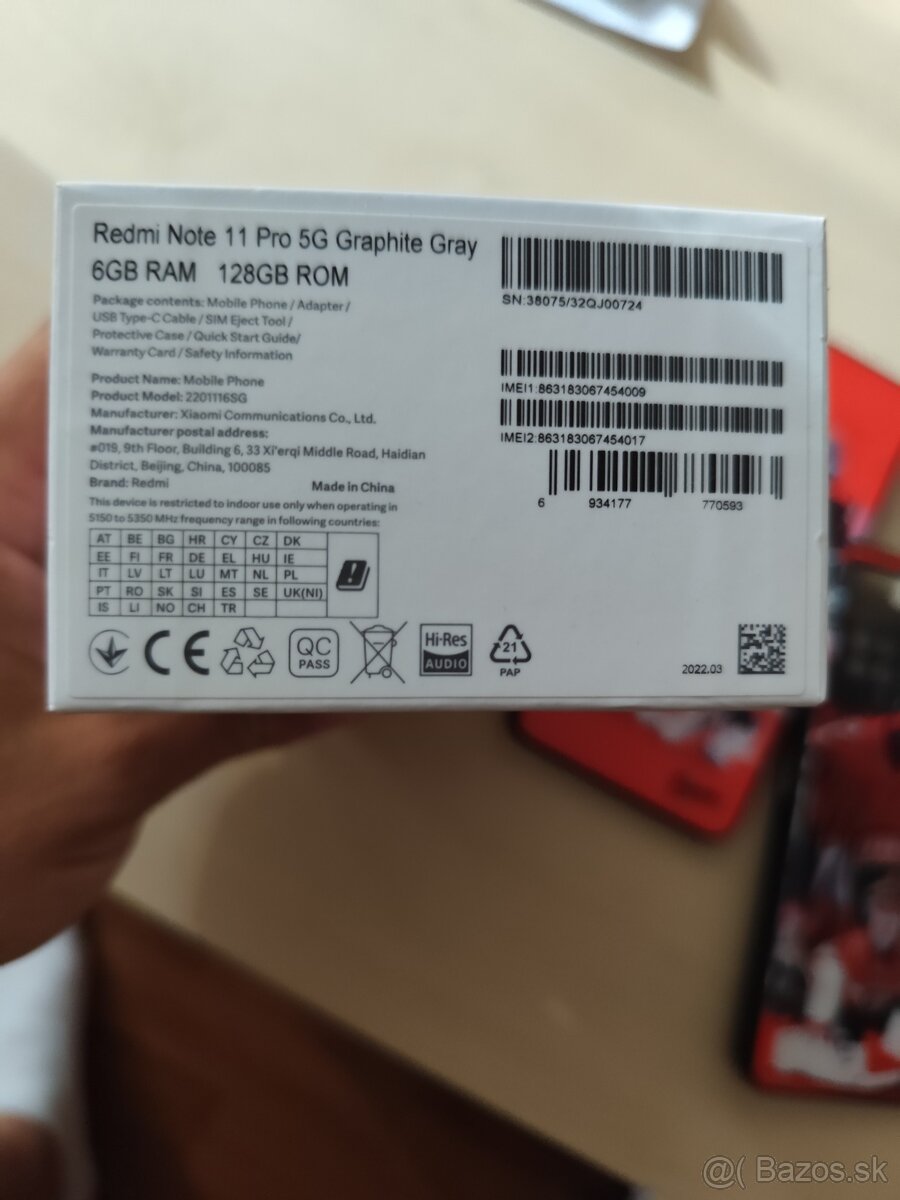 Redmi Note 11 Pro 5G Graphite Gray
6GB RAM 128GB ROM
Package contents: Mobile Phone / Adapter /
USB Type-C Cable / SIM Eject Tool /
Protective Case / Quick Start Guide/
Warranty Card / Safety Information
Product Name: Mobile Phone
Product Model: 2201116SG
Manufacturer: Xiaomi Communications Co., Ltd.
Manufacturer postal address:
#019, 9th Floor, Building 6, 33 Xi'erqi Middle Road, Haidian
District, Beijing, China, 100085
Brand: Redmi Made in China
This device is restricted to indoor use only when operating in
5150 to 5350 MHz frequency range in following countries:
AT BE BG HR CY CZ DK
EE FI FR DE EL HU IE
IT LV LT LU MT NL PL
PT RO SK SI ES SE UK(NI)
IS LI NO CH TR
SN:38075/32QJ00724
IMEI1:863183067454009
IMEI2:863183067454017
6 934177 770593
CE
QC
PASS
Hi-Res
AUDIO
21
PAP
2022.03
@( Bazos.sk